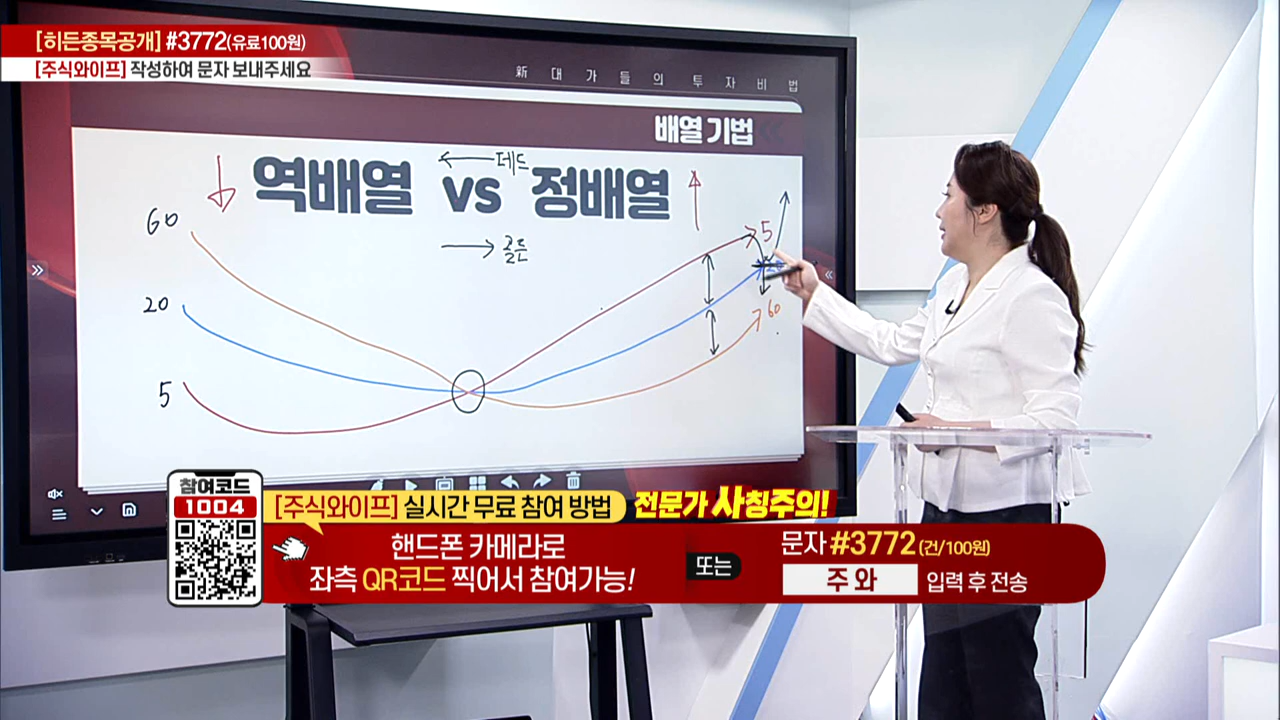 [히든종목공개] #3772(유료100원)
[주식와이프] 작성하여 문자 보내주세요
新 대가들의 투자비법
배열 기법
역배열 vs 정배열
데드
골든
60
20
5
5
20
60
참여코드
1004
[주식와이프] 실시간 무료 참여 방법
전문가 사칭주의!
핸드폰 카메라로
좌측 QR코드 찍어서 참여가능!
또는
문자 #3772 (건/100원)
주 와 입력 후 전송